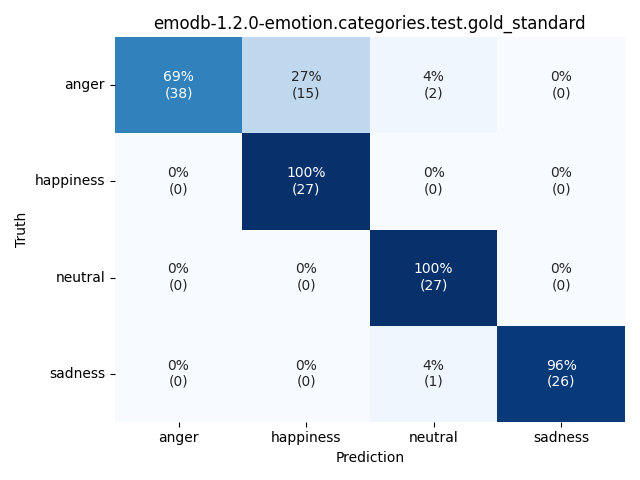 emodb-1.2.0-emotion.categories.test.gold_standard
Truth
anger
69% 27% 4% 0%
(38) (15) (2) (0)
happiness
0% 100% 0% 0%
(0) (27) (0) (0)
neutral
0% 0% 100% 0%
(0) (0) (27) (0)
sadness
0% 0% 4% 96%
(0) (0) (1) (26)
anger happiness neutral sadness
Prediction